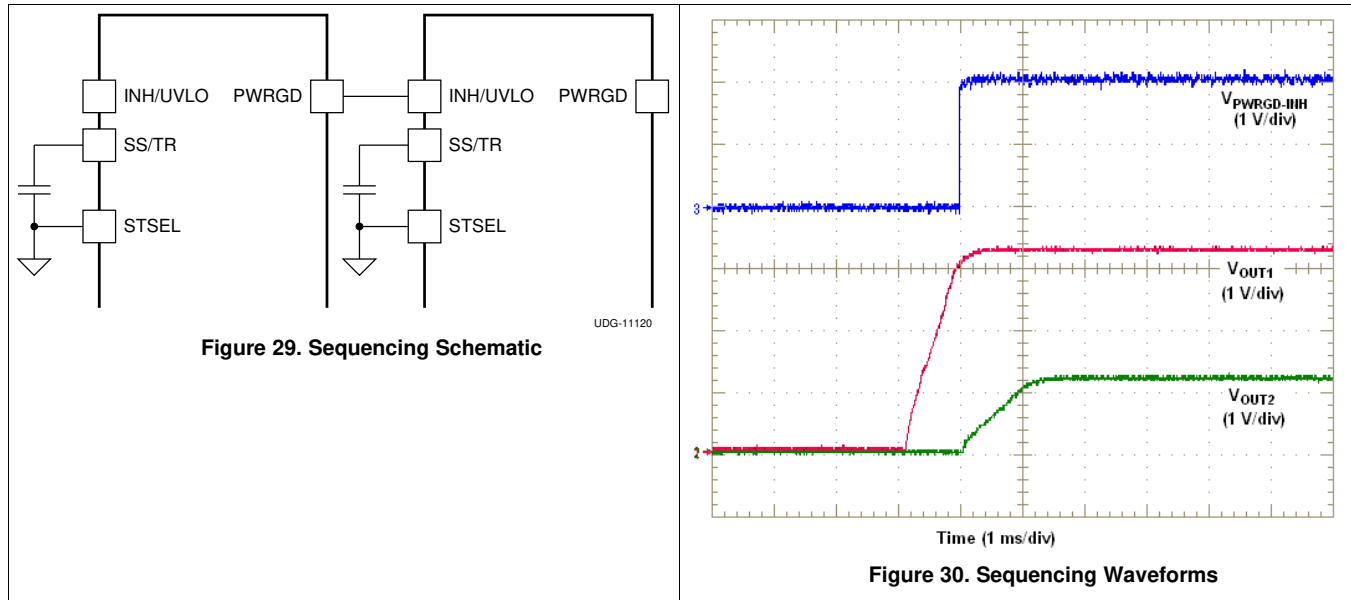 INH/UVLO PWRGD INH/UVLO PWRGD
SS/TR SS/TR
STSEL STSEL
UDG-11120
Figure 29. Sequencing Schematic
VPWRGD-INH
(1 V/div)
3
VOUT1
(1 V/div)
VOUT2
(1 V/div)
Time (1 ms/div)
Figure 30. Sequencing Waveforms